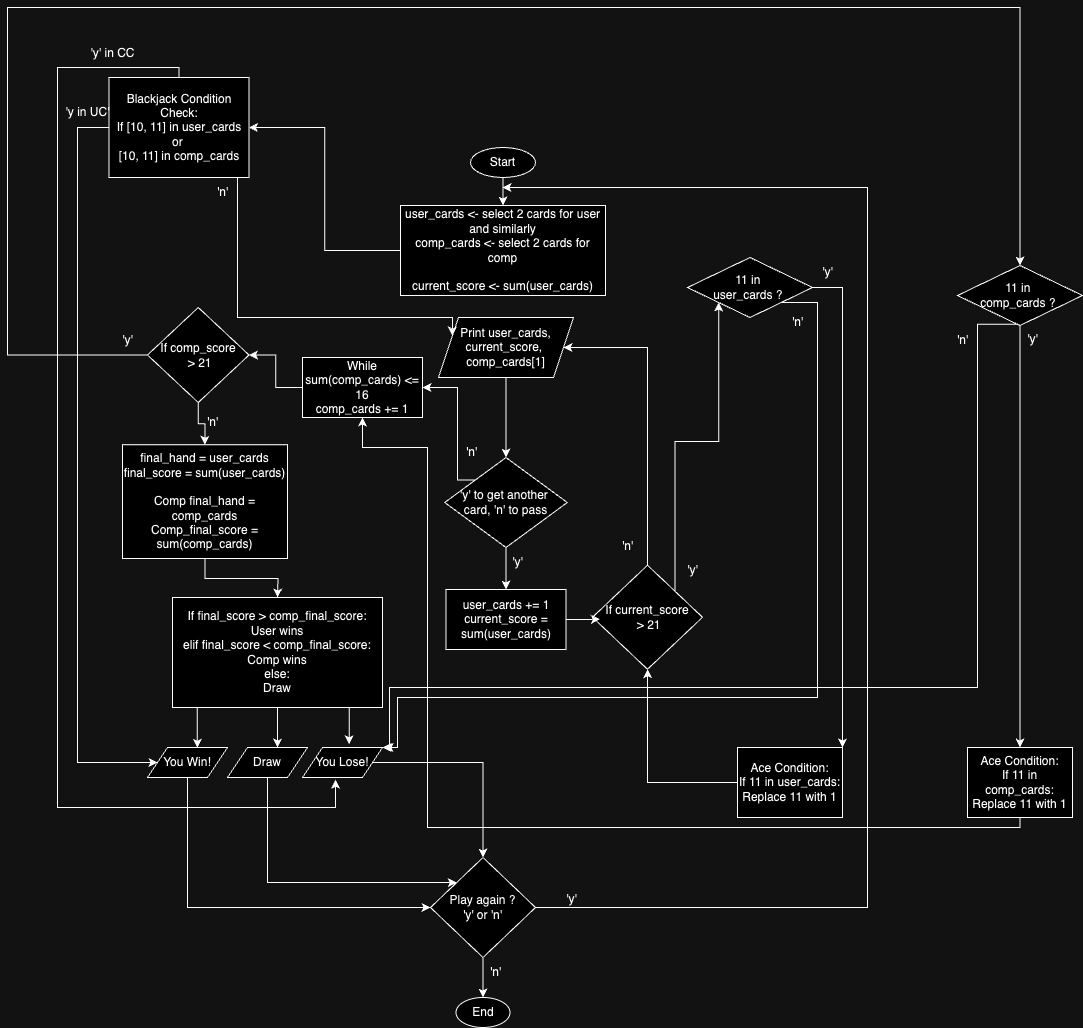 'y' in CC
'y in UC'
Blackjack Condition
Check:
If [10, 11] in user_cards
or
[10, 11] in comp_cards
'n'
Start
user_cards <- select 2 cards for user
and similarly
comp_cards <- select 2 cards for
comp
current_score <- sum(user_cards)
11 in
user_cards ?
'y'
'n'
11 in
comp_cards ?
'n'
'y'
Print user_cards,
current_score,
comp_cards[1]
'y'
If comp_score
> 21
'n'
While
sum(comp_cards) <=
16
comp_cards += 1
'n'
'y' to get another
card, 'n' to pass
'y'
final_hand = user_cards
final_score = sum(user_cards)
Comp final_hand =
comp_cards
Comp_final_score =
sum(comp_cards)
user_cards += 1
current_score =
sum(user_cards)
'n'
'y'
If current_score
> 21
If final_score > comp_final_score:
User wins
elif final_score < comp_final_score:
Comp wins
else:
Draw
You Win!
Draw
You Lose!
Ace Condition:
If 11 in user_cards:
Replace 11 with 1
Ace Condition:
If 11 in
comp_cards:
Replace 11 with 1
Play again ?
'y' or 'n'
'y'
'n'
End